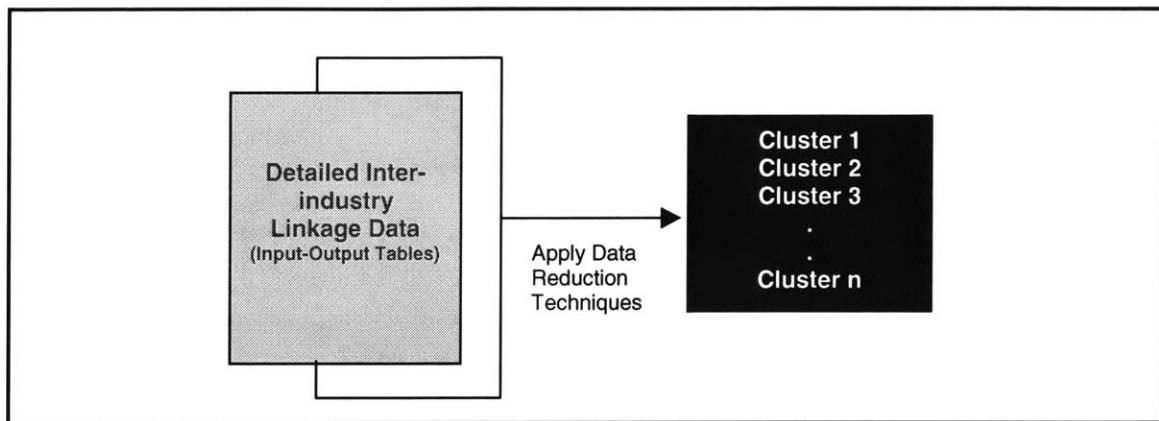 Detailed Inter-
industry
Linkage Data
(Input-Output Tables)
Apply Data
Reduction
Techniques
Cluster 1
Cluster 2
Cluster 3
.
.
Cluster n